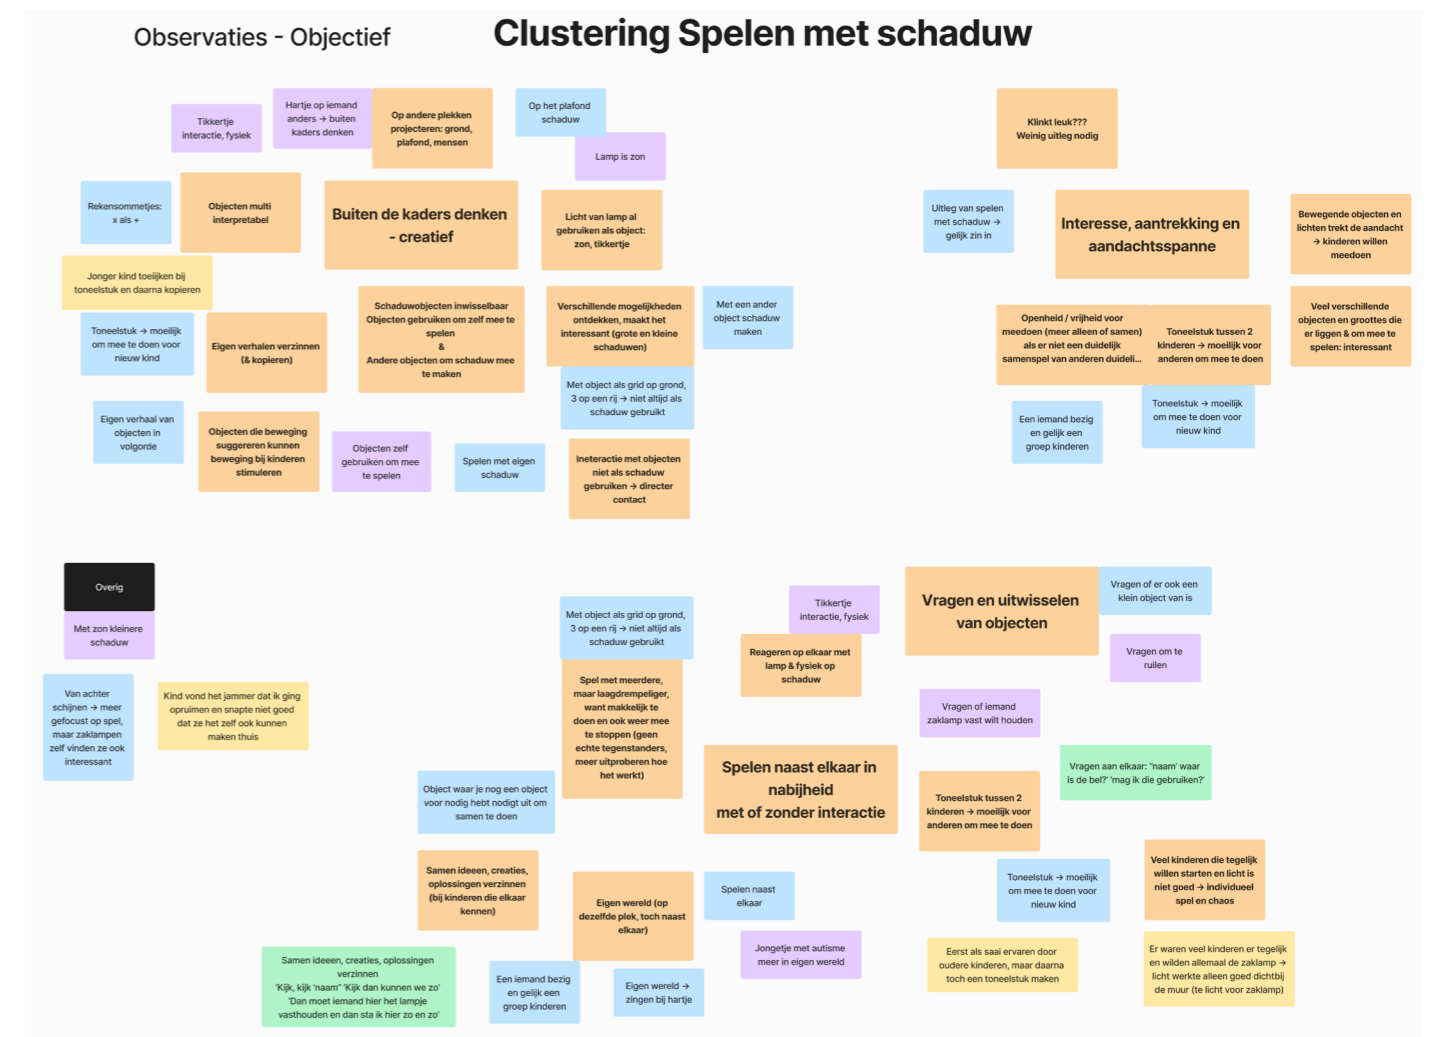 Observaties - Objectief
Clustering Spelen met schaduw
Tikkertje
interactie, fysiek
Hartje op iemand
anders → buiten
kaders denken
Op andere plekken
projecteren: grond,
plafond, mensen
Op het plafond
schaduw
Lamp is zon
Rekensommetjes:
x als +
Objecten multi
interpretabel
Buiten de kaders denken
- creatief
Licht van lamp al
gebruiken als object:
zon, tikkertje
Jonger kind toeiijken bij
toneelstuk en daarna kopieren
Toneelstuk → moeilijk
om mee te doen voor
nieuw kind
Eigen verhalen verzinnen
(& kopieren)
Schaduwobjecten inwisselbaar
Objecten gebruiken om zelf mee te
spelen
&
Andere objecten om schaduw mee
te maken
Verschillende mogelijkheden
ontdekken, maakt het
interessant (grote en kleine
schaduwen)
Met een ander
object schaduw
maken
Met object als grid op grond,
3 op een rij → niet altijd als
schaduw gebruikt
Eigen verhaal van
objecten in
volgorde
Objecten die beweging
suggereren kunnen
beweging bij kinderen
stimuleren
Objecten zelf
gebruiken om mee
te spelen
Spelen met eigen
schaduw
Ineteractie met objecten
niet als schaduw
gebruiken → directer
contact
Klinkt leuk???
Weinig uitleg nodig
Uitleg van spelen
met schaduw →
gelijk zin in
Interesse, aantrekking en
aandachtsspanne
Bewegende objecten en
lichten trekt de aandacht
→ kinderen willen
meedoen
Openheid / vrijheid voor
meedoen (meer alleen of samen)
als er niet een duidelijk
samenspel van anderen duideli...
Toneelstuk tussen 2
kinderen → moeilijk voor
anderen om mee te doen
Veel verschillende
objecten en groottes die
er liggen & om mee te
spelen: interessant
Een iemand bezig
en gelijk een
groep kinderen
Toneelstuk → moeilijk
om mee te doen voor
nieuw kind
Overig
Met zon kleinere
schaduw
Van achter
schijnen → meer
gefocust op spel,
maar zaklampen
zelf vinden ze ook
interessant
Kind vond het jammer dat ik ging
opruimen en snapte niet goed
dat ze het zelf ook kunnen
maken thuis
Met object als grid op grond,
3 op een rij → niet altijd als
schaduw gebruikt
Spel met meerdere,
maar laagdrempeliger,
want makkelijk te
doen en ook weer mee
te stoppen (geen
echte tegenstanders,
meer uitproberen hoe
het werkt)
Tikkertje
interactie, fysiek
Reageren op elkaar met
lamp & fysiek op
schaduw
Vragen en uitwisselen
van objecten
Vragen of er ook een
klein object van is
Vragen om te
ruilen
Vragen of iemand
zaklamp vast wilt houden
Vragen aan elkaar: "naam' waar
is de bel?' 'mag ik die gebruiken?'
Object waar je nog een object
voor nodig hebt nodigt uit om
samen te doen
Spelen naast elkaar in
nabijheid
met of zonder interactie
Toneelstuk tussen 2
kinderen → moeilijk voor
anderen om mee te doen
Samen ideeen, creaties,
oplossingen verzinnen
(bij kinderen die elkaar
kennen)
Eigen wereld (op
dezelfde plek, toch naast
elkaar)
Spelen naast
elkaar
Toneelstuk → moeilijk
om mee te doen voor
nieuw kind
Veel kinderen die tegelijk
willen starten en licht is
niet goed → individueel
spel en chaos
Samen ideeen, creaties, oplossingen
verzinnen
'Kijk, kijk 'naam'' 'Kijk dan kunnen we zo'
'Dan moet iemand hier het lampje
vasthouden en dan sta ik hier zo en zo'
Een iemand bezig
en gelijk een
groep kinderen
Eigen wereld →
zingen bij hartje
Jongetje met autisme
meer in eigen wereld
Eerst als saai ervaren door
oudere kinderen, maar daarna
toch een toneelstuk maken
Er waren veel kinderen er tegelijk
en wilden allemaal de zaklamp →
licht werkte alleen goed dichtbij
de muur (te licht voor zaklamp)